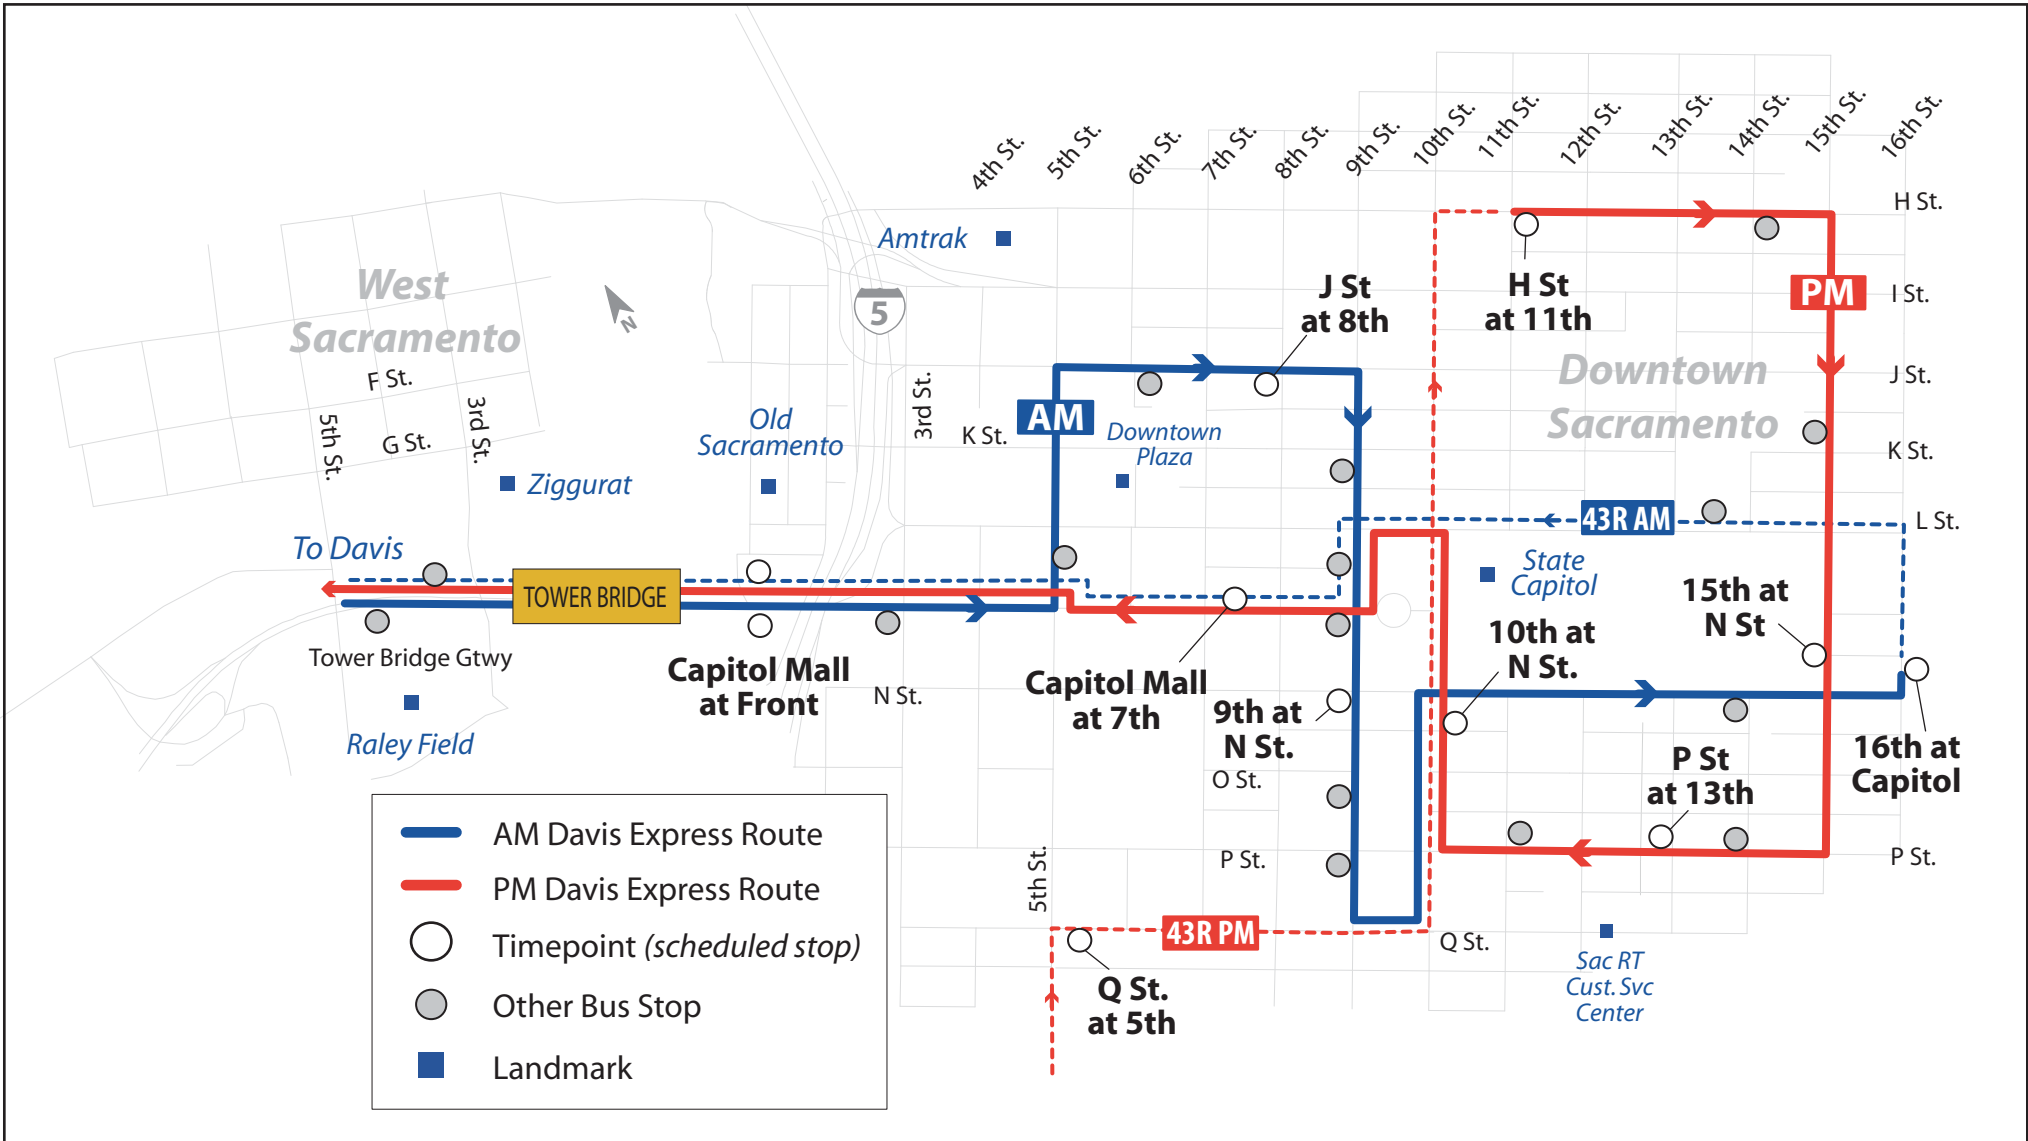 4th St.
5th St.
6th St.
7th St.
8th St.
9th St.
10th St.
11th St.
12th St.
13th St.
14th St.
15th St.
16th St.
H St.
I St.
J St.
K St.
L St.
P St.
Amtrak
5
West
Sacramento
N
F St.
G St.
5th St.
3rd St.
Ziggurat
Old
Sacramento
3rd St.
K St.
AM
Downtown
Plaza
J St
at 8th
H St
at 11th
PM
Downtown
Sacramento
43R AM
State
Capitol
15th at
N St
10th at
N St.
To Davis
TOWER BRIDGE
Tower Bridge Gtwy
Raley Field
Capitol Mall
at Front
N St.
Capitol Mall
at 7th
9th at
N St.
O St.
P St.
P St
at 13th
16th at
Capitol
5th St.
43R PM
Q St.
Q St.
at 5th
Sac RT
Cust. Svc
Center
AM Davis Express Route
PM Davis Express Route
Timepoint (scheduled stop)
Other Bus Stop
Landmark